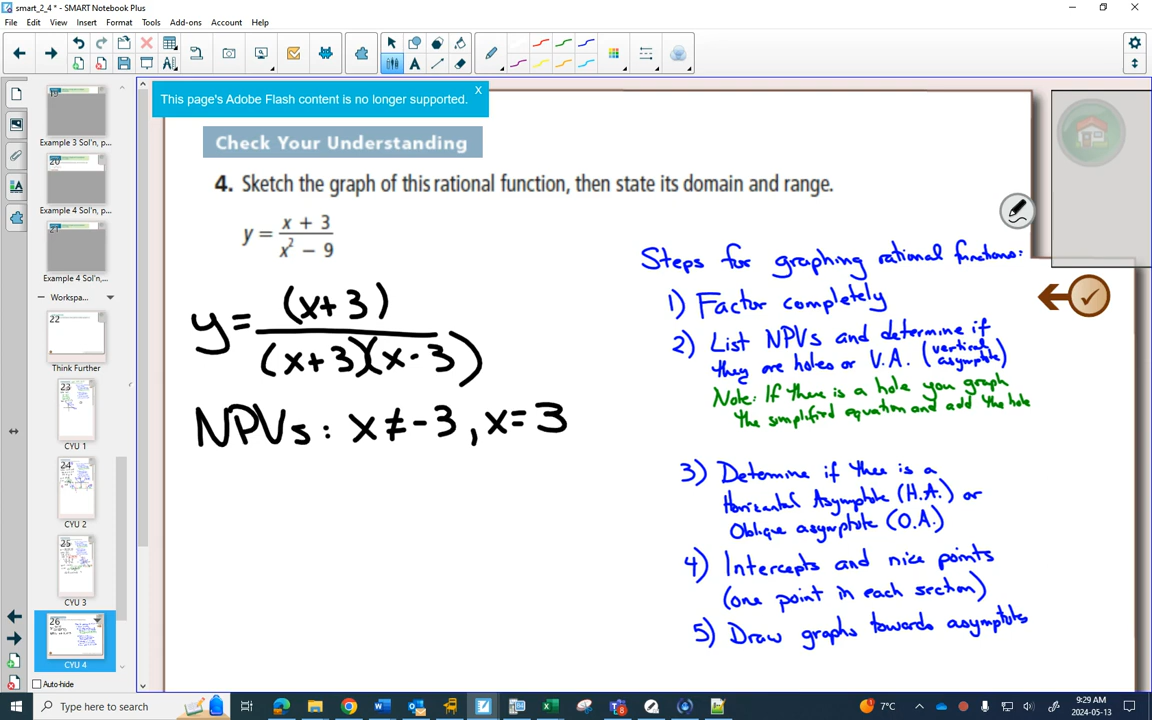 smart_2_4 * - SMART Notebook Plus
File Edit View Insert Format Tools Add-ons Account Help
This page's Adobe Flash content is no longer supported. X
Example 3 Sol'n, p...
20
Example 4 Sol'n, p...
21
Example 4 Sol'n,...
Workspa...
22
Think Further
23
CYU 1
24
CYU 2
25
CYU 3
26
CYU 4
Auto-hide
Check Your Understanding
4. Sketch the graph of this rational function, then state its domain and range.
y = x + 3 / x² − 9
y = (x+3) / (x+3)(x-3)
NPVs: x ≠ -3, x = 3
Steps for graphing rational functions:
1) Factor completely
2) List NPVs and determine if
they are holes or V.A. (vertical asymptote)
Note: If there is a hole you graph
the simplified equation and add the hole
3) Determine if thee is a
Horizontal Asymptote (H.A.) or
Oblique asymptote (O.A.)
4) Intercepts and nice points
(one point in each section)
5) Draw graphs towards asymptotes
Type here to search
7°C
9:29 AM
2024-05-13